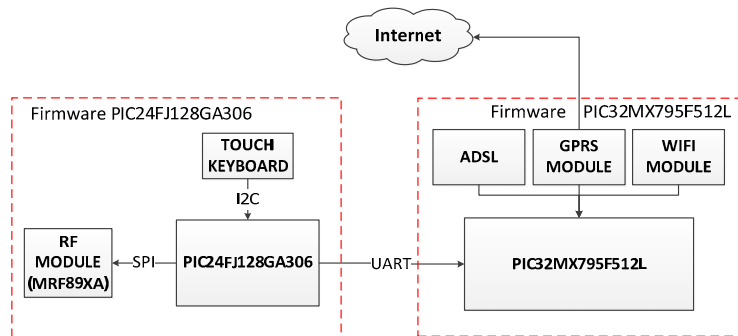 Internet
Firmware PIC24FJ128GA306
Firmware PIC32MX795F512L
TOUCH
KEYBOARD
ADSL
GPRS
MODULE
WIFI
MODULE
I2C
RF
MODULE
(MRF89XA)
SPI
PIC24FJ128GA306
UART
PIC32MX795F512L